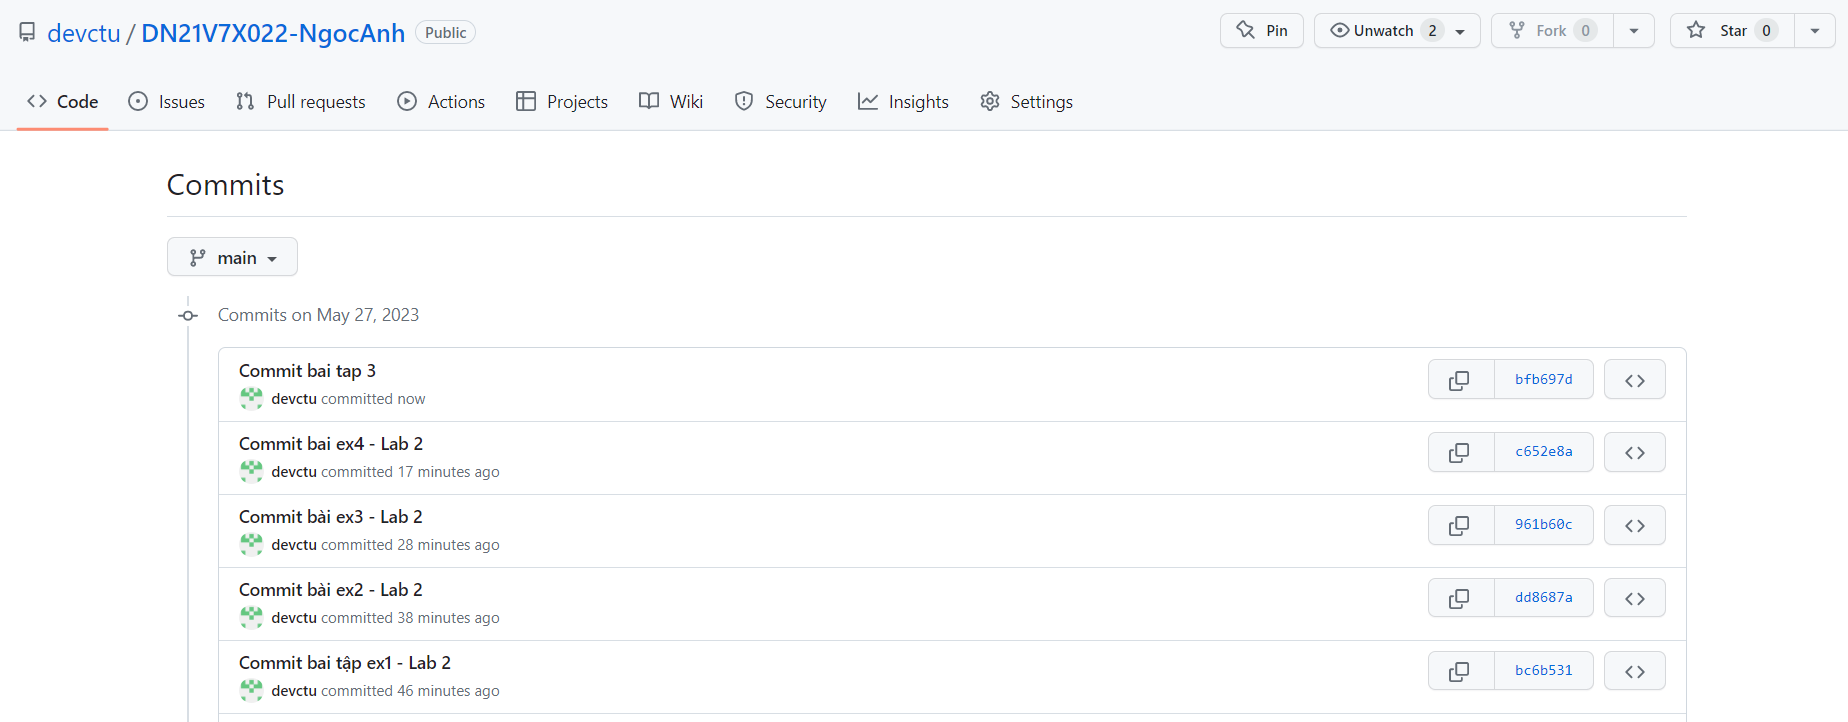 devctu / DN21V7X022-NgocAnh Public
Pin
Unwatch 2
Fork 0
Star 0
Code Issues Pull requests Actions Projects Wiki Security Insights Settings
Commits
main
Commits on May 27, 2023
Commit bai tap 3
devctu committed now
bfb697d
Commit bai ex4 - Lab 2
devctu committed 17 minutes ago
c652e8a
Commit bài ex3 - Lab 2
devctu committed 28 minutes ago
961b60c
Commit bài ex2 - Lab 2
devctu committed 38 minutes ago
dd8687a
Commit bai tập ex1 - Lab 2
devctu committed 46 minutes ago
bc6b531